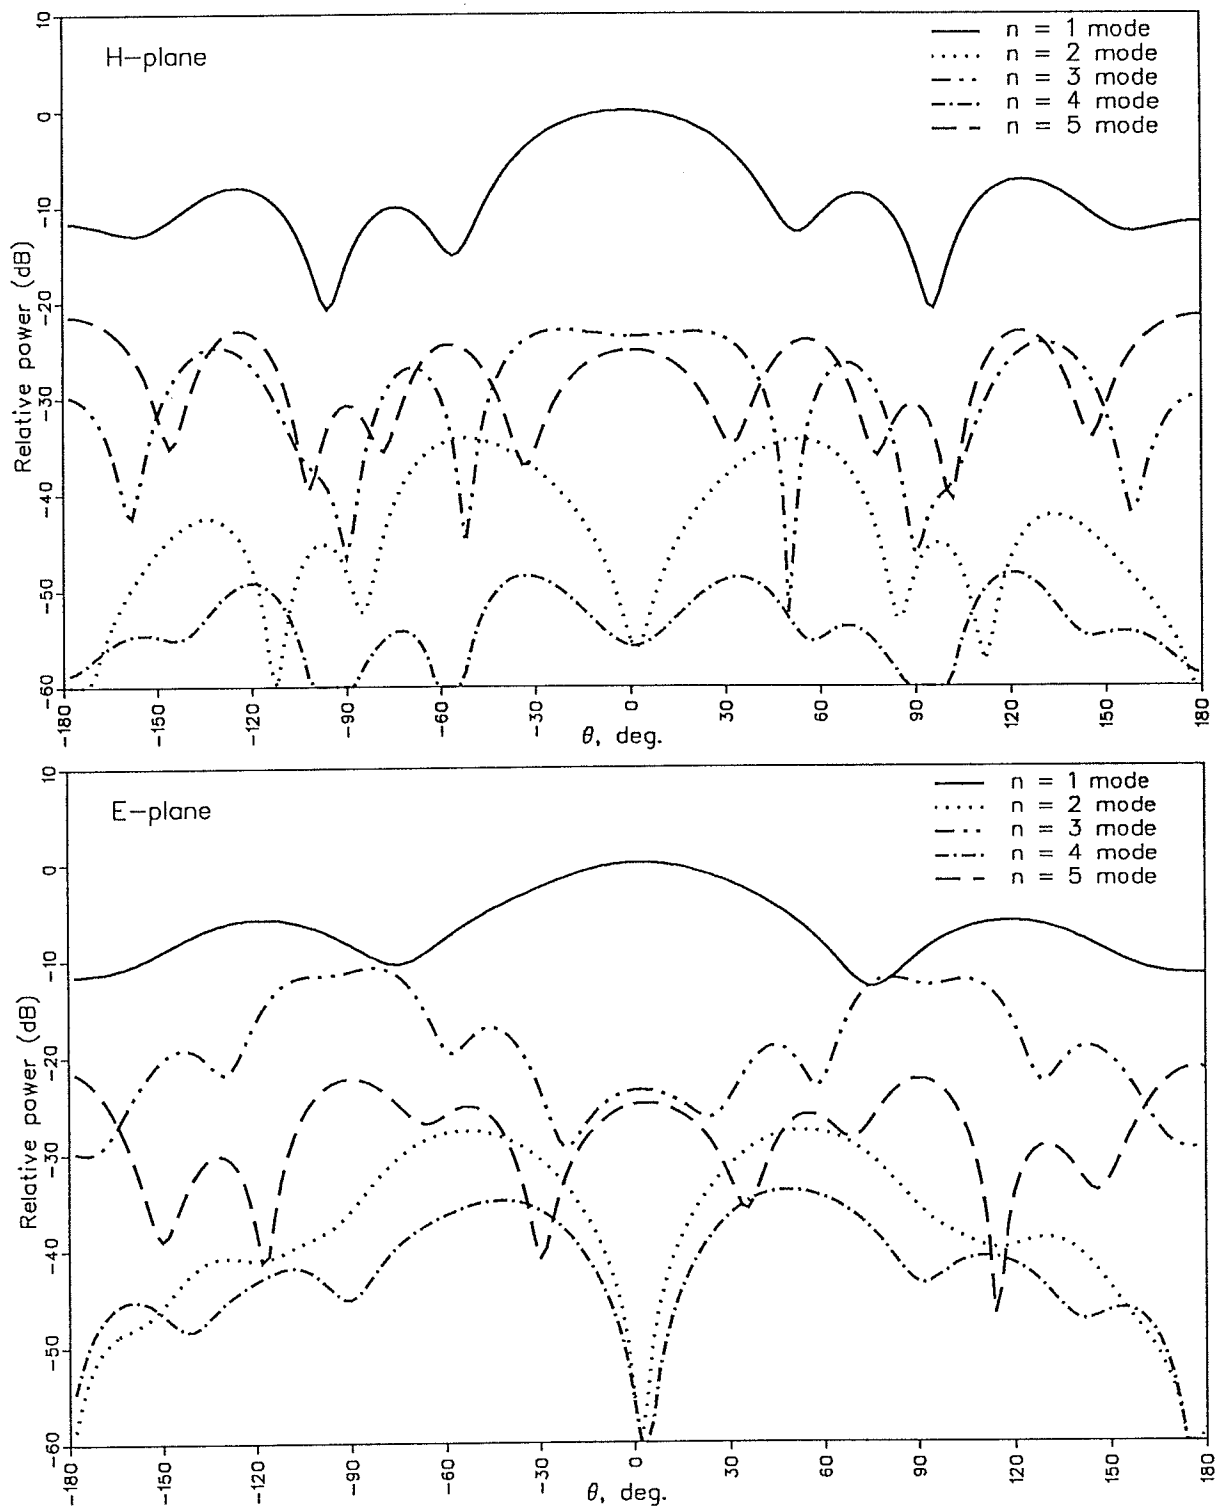 H-plane
n = 1 mode
n = 2 mode
n = 3 mode
n = 4 mode
n = 5 mode
Relative power (dB)
10
0
-10
-20
-30
-40
-50
-60
-180
-150
-120
-90
-60
-30
0
30
60
90
120
150
180
θ, deg.
E-plane
n = 1 mode
n = 2 mode
n = 3 mode
n = 4 mode
n = 5 mode
Relative power (dB)
10
0
-10
-20
-30
-40
-50
-60
-180
-150
-120
-90
-60
-30
0
30
60
90
120
150
180
θ, deg.